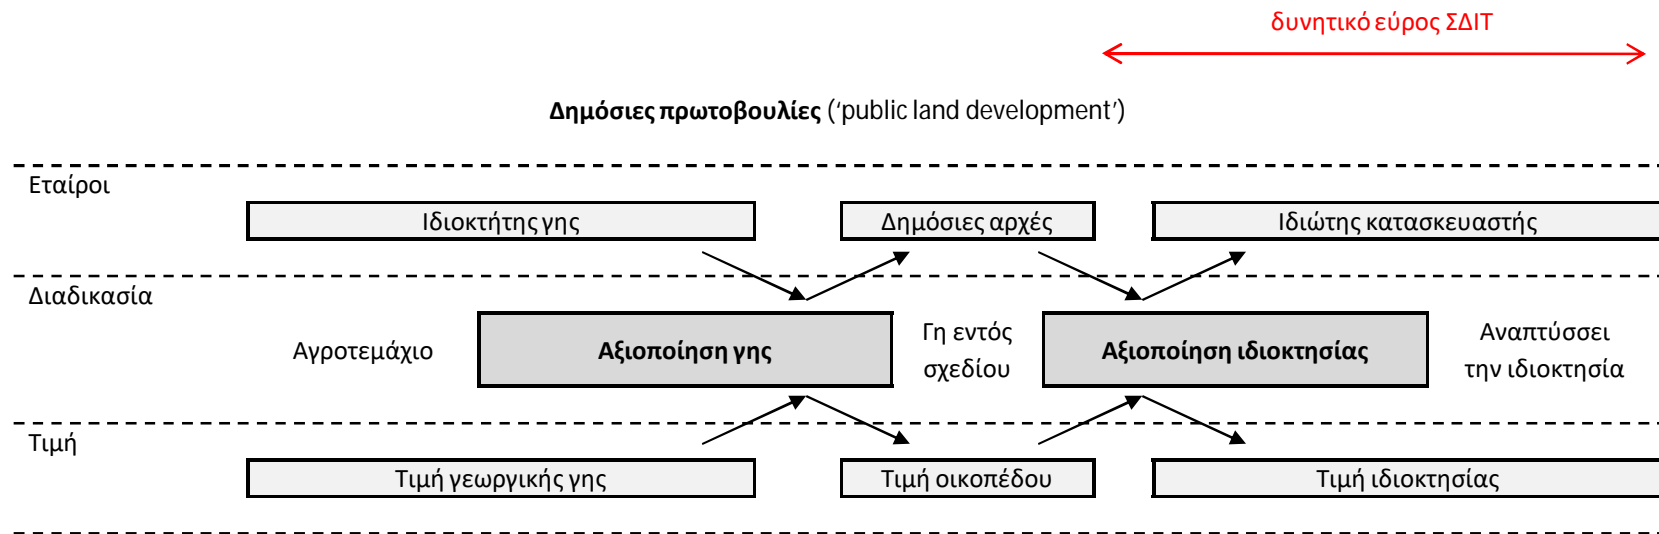 δυνητικό εύρος ΣΔΙΤ
Δημόσιες πρωτοβουλίες (‘public land development’)
Εταίροι
Ιδιοκτήτης γης
Δημόσιες αρχές
Ιδιώτης κατασκευαστής
Διαδικασία
Αγροτεμάχιο
Αξιοποίηση γης
Γη εντός
σχεδίου
Αξιοποίηση ιδιοκτησίας
Αναπτύσσει
την ιδιοκτησία
Τιμή
Τιμή γεωργικής γης
Τιμή οικοπέδου
Τιμή ιδιοκτησίας